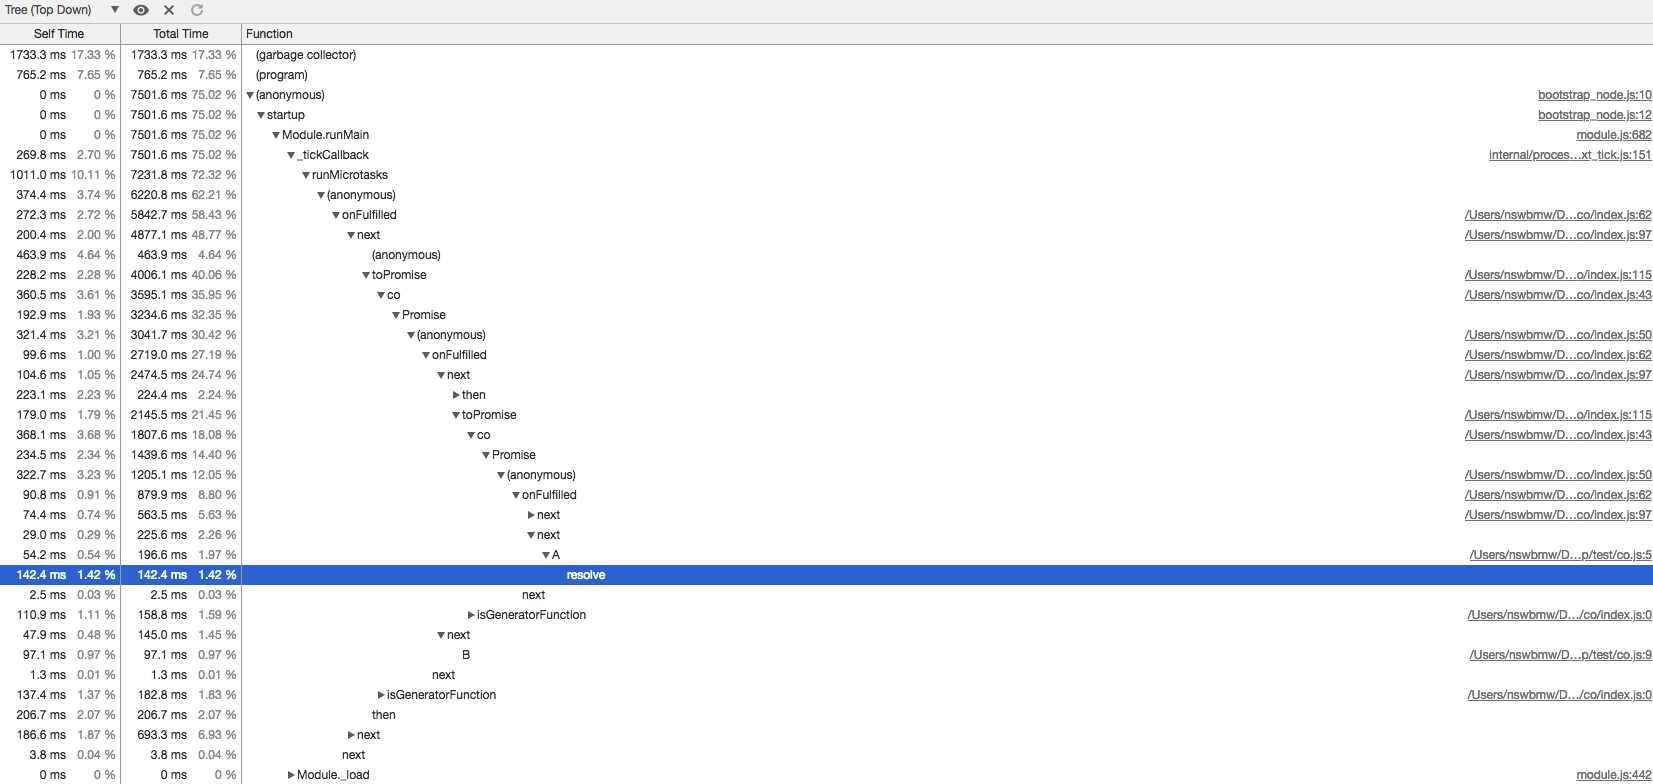 Tree (Top Down)
Self Time Total Time Function
1733.3 ms 17.33 % 1733.3 ms 17.33 % (garbage collector)
765.2 ms 7.65 % 765.2 ms 7.65 % (program)
0 ms 0 % 7501.6 ms 75.02 % (anonymous) bootstrap_node.js:10
0 ms 0 % 7501.6 ms 75.02 % startup bootstrap_node.js:12
0 ms 0 % 7501.6 ms 75.02 % Module.runMain module.js:682
269.8 ms 2.70 % 7501.6 ms 75.02 % _tickCallback internal/proces...xt_tick.js:151
1011.0 ms 10.11 % 7231.8 ms 72.32 % runMicrotasks
374.4 ms 3.74 % 6220.8 ms 62.21 % (anonymous)
272.3 ms 2.72 % 5842.7 ms 58.43 % onFulfilled /Users/nswbmw/D...co/index.js:62
200.4 ms 2.00 % 4877.1 ms 48.77 % next /Users/nswbmw/D...co/index.js:97
463.9 ms 4.64 % 463.9 ms 4.64 % (anonymous)
228.2 ms 2.28 % 4006.1 ms 40.06 % toPromise /Users/nswbmw/D...o/index.js:115
360.5 ms 3.61 % 3595.1 ms 35.95 % co /Users/nswbmw/D...co/index.js:43
192.9 ms 1.93 % 3234.6 ms 32.35 % Promise
321.4 ms 3.21 % 3041.7 ms 30.42 % (anonymous) /Users/nswbmw/D...co/index.js:50
99.6 ms 1.00 % 2719.0 ms 27.19 % onFulfilled /Users/nswbmw/D...co/index.js:62
104.6 ms 1.05 % 2474.5 ms 24.74 % next /Users/nswbmw/D...co/index.js:97
223.1 ms 2.23 % 224.4 ms 2.24 % then
179.0 ms 1.79 % 2145.5 ms 21.45 % toPromise /Users/nswbmw/D...o/index.js:115
368.1 ms 3.68 % 1807.6 ms 18.08 % co /Users/nswbmw/D...co/index.js:43
234.5 ms 2.34 % 1439.6 ms 14.40 % Promise
322.7 ms 3.23 % 1205.1 ms 12.05 % (anonymous) /Users/nswbmw/D...co/index.js:50
90.8 ms 0.91 % 879.9 ms 8.80 % onFulfilled /Users/nswbmw/D...co/index.js:62
74.4 ms 0.74 % 563.5 ms 5.63 % next /Users/nswbmw/D...co/index.js:97
29.0 ms 0.29 % 225.6 ms 2.26 % next
54.2 ms 0.54 % 196.6 ms 1.97 % A /Users/nswbmw/D...p/test/co.js:5
142.4 ms 1.42 % 142.4 ms 1.42 % resolve
2.5 ms 0.03 % 2.5 ms 0.03 % next
110.9 ms 1.11 % 158.8 ms 1.59 % isGeneratorFunction /Users/nswbmw/D.../co/index.js:0
47.9 ms 0.48 % 145.0 ms 1.45 % next
97.1 ms 0.97 % 97.1 ms 0.97 % B /Users/nswbmw/D...p/test/co.js:9
1.3 ms 0.01 % 1.3 ms 0.01 % next
137.4 ms 1.37 % 182.8 ms 1.83 % isGeneratorFunction /Users/nswbmw/D.../co/index.js:0
206.7 ms 2.07 % 206.7 ms 2.07 % then
186.6 ms 1.87 % 693.3 ms 6.93 % next
3.8 ms 0.04 % 3.8 ms 0.04 % next
0 ms 0 % 0 ms 0 % Module._load module.js:442